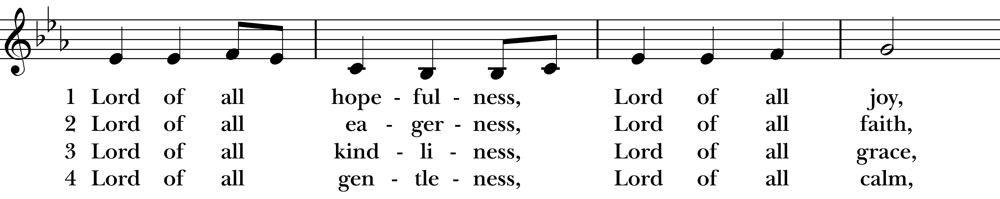 1 Lord of all hope - ful - ness, Lord of all joy,
2 Lord of all ea - ger - ness, Lord of all faith,
3 Lord of all kind - li - ness, Lord of all grace,
4 Lord of all gen - tle - ness, Lord of all calm,